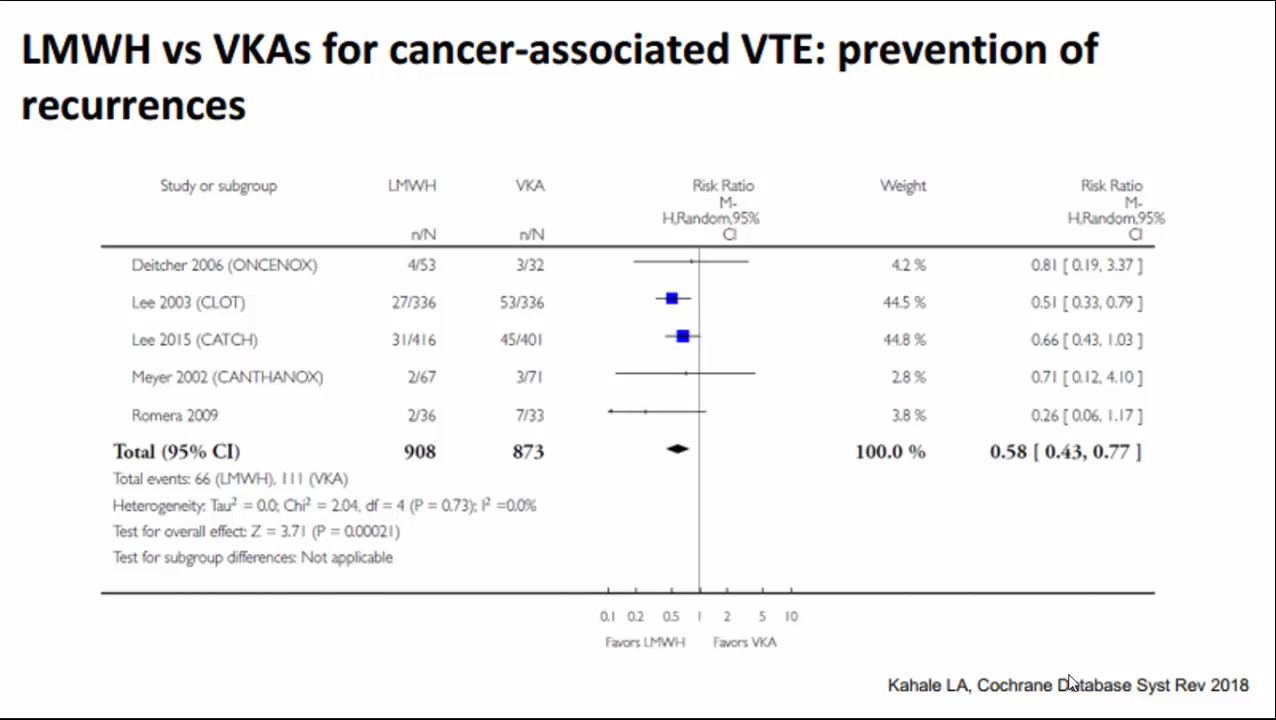 LMWH vs VKAs for cancer-associated VTE: prevention of
recurrences
Study or subgroup LMWH VKA Risk Ratio Weight Risk Ratio
M- M-
H,Random,95% H,Random,95%
n/N n/N CI CI
Deitcher 2006 (ONCENOX) 4/53 3/32 4.2 % 0.81 [ 0.19, 3.37 ]
Lee 2003 (CLOT) 27/336 53/336 44.5 % 0.51 [ 0.33, 0.79 ]
Lee 2015 (CATCH) 31/416 45/401 44.8 % 0.66 [ 0.43, 1.03 ]
Meyer 2002 (CANTHANOX) 2/67 3/71 2.8 % 0.71 [ 0.12, 4.10 ]
Romera 2009 2/36 7/33 3.8 % 0.26 [ 0.06, 1.17 ]
Total (95% CI) 908 873 100.0 % 0.58 [ 0.43, 0.77 ]
Total events: 66 (LMWH), 111 (VKA)
Heterogeneity: Tau² = 0.0; Chi² = 2.04, df = 4 (P = 0.73); I² =0.0%
Test for overall effect: Z = 3.71 (P = 0.00021)
Test for subgroup differences: Not applicable
0.1 0.2 0.5 1 2 5 10
Favors LMWH Favors VKA
Kahale LA, Cochrane Database Syst Rev 2018